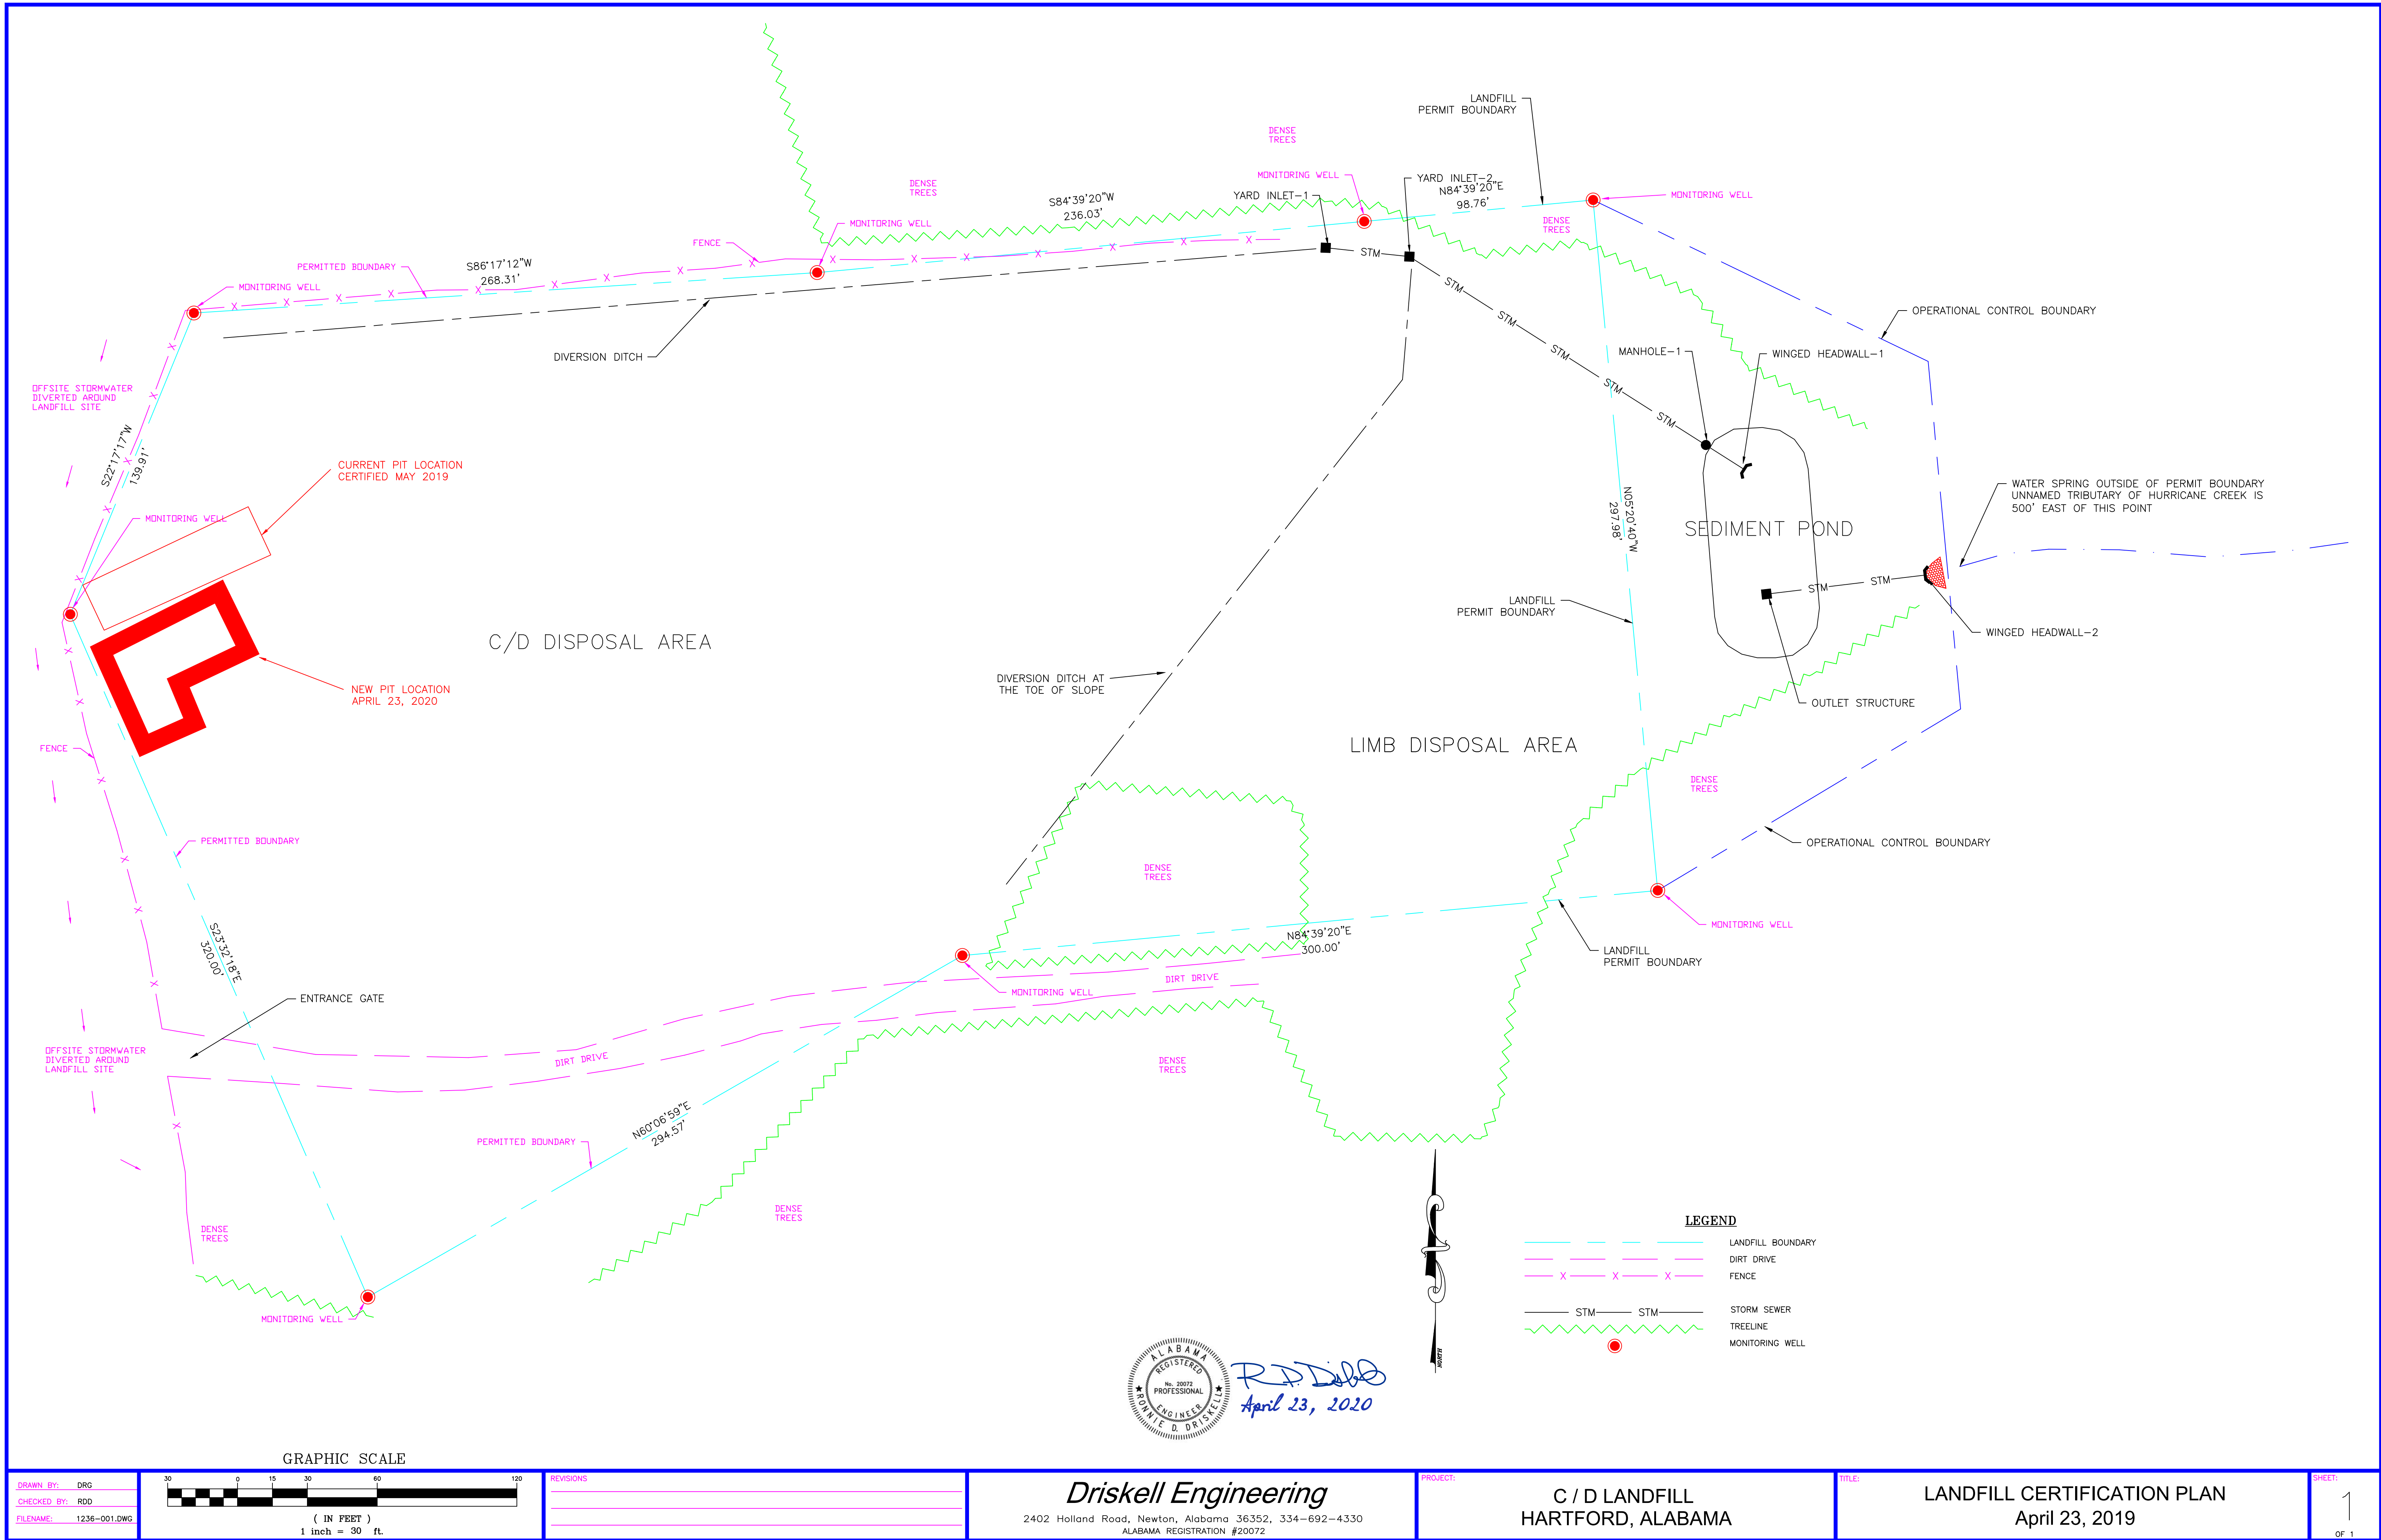 LANDFILL
PERMIT BOUNDARY
DENSE
TREES
MONITORING WELL
YARD INLET-2
N84°39'20"E
98.76'
DENSE
TREES
S84°39'20"W
236.03'
YARD INLET-1
MONITORING WELL
DENSE
TREES
MONITORING WELL
FENCE
X X X X X X X X X X X X X X X X X
PERMITTED BOUNDARY
S86°17'12"W
268.31'
MONITORING WELL
STM
STM
STM
STM
STM
STM
OPERATIONAL CONTROL BOUNDARY
DIVERSION DITCH
MANHOLE-1
WINGED HEADWALL-1
OFFSITE STORMWATER
DIVERTED AROUND
LANDFILL SITE
S22°17'17"W
139.91'
CURRENT PIT LOCATION
CERTIFIED MAY 2019
MONITORING WELL
WATER SPRING OUTSIDE OF PERMIT BOUNDARY
UNNAMED TRIBUTARY OF HURRICANE CREEK IS
500' EAST OF THIS POINT
N05°20'40"W
297.98'
SEDIMENT POND
STM
STM
LANDFILL
PERMIT BOUNDARY
WINGED HEADWALL-2
C/D DISPOSAL AREA
NEW PIT LOCATION
APRIL 23, 2020
DIVERSION DITCH AT
THE TOE OF SLOPE
OUTLET STRUCTURE
FENCE
LIMB DISPOSAL AREA
DENSE
TREES
PERMITTED BOUNDARY
OPERATIONAL CONTROL BOUNDARY
DENSE
TREES
MONITORING WELL
S23°32'18"E
320.00'
N84°39'20"E
300.00'
LANDFILL
PERMIT BOUNDARY
DIRT DRIVE
MONITORING WELL
ENTRANCE GATE
OFFSITE STORMWATER
DIVERTED AROUND
LANDFILL SITE
DIRT DRIVE
DENSE
TREES
N60°06'59"E
294.57'
PERMITTED BOUNDARY
DENSE
TREES
DENSE
TREES
MONITORING WELL
NORTH
LEGEND
LANDFILL BOUNDARY
DIRT DRIVE
X X X FENCE
STM STM STORM SEWER
TREELINE
MONITORING WELL
ALABAMA
REGISTERED
No. 20072
PROFESSIONAL
ENGINEER
RONNIE D. DRISKELL
April 23, 2020
GRAPHIC SCALE
30 0 15 30 60 120
( IN FEET )
1 inch = 30 ft.
DRAWN BY: DRG
CHECKED BY: RDD
FILENAME: 1236-001.DWG
REVISIONS
Driskell Engineering
2402 Holland Road, Newton, Alabama 36352, 334-692-4330
ALABAMA REGISTRATION #20072
PROJECT:
C / D LANDFILL
HARTFORD, ALABAMA
TITLE:
LANDFILL CERTIFICATION PLAN
April 23, 2019
SHEET:
1
OF 1